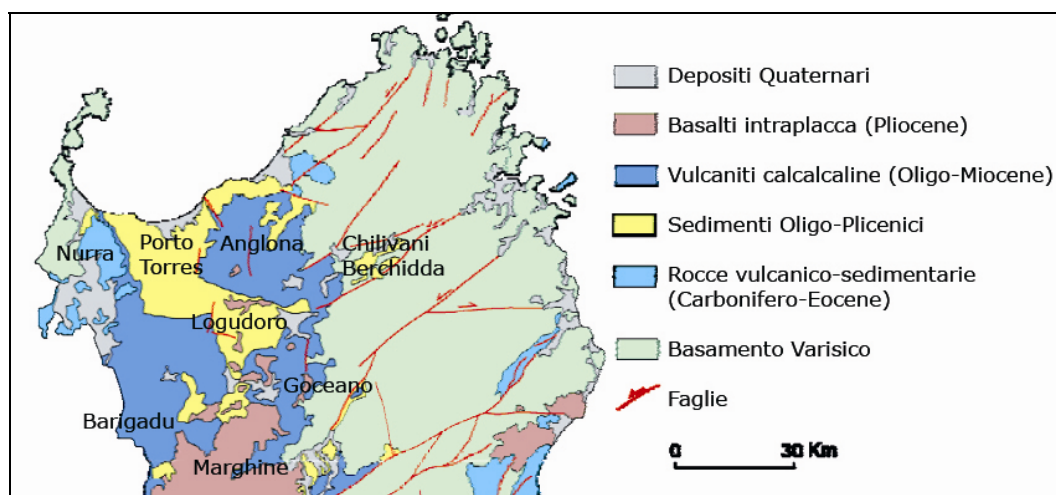 Nurra
Porto
Torres
Anglona
Chilivani
Berchidda
Logudoro
Goceano
Barigadu
Marghine
Depositi Quaternari
Basalti intraplacca (Pliocene)
Vulcaniti calcalcaline (Oligo-Miocene)
Sedimenti Oligo-Plicenici
Rocce vulcanico-sedimentarie
(Carbonifero-Eocene)
Basamento Varisico
Faglie
0 30 Km